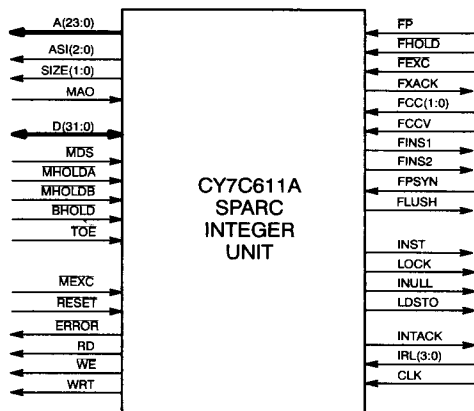 A(23:0)
ASI(2:0)
SIZE(1:0)
MAO
D(31:0)
MDS
MHOLDA
MHOLDB
BHOLD
TOE
MEXC
RESET
ERROR
RD
WE
WRT
CY7C611A
SPARC
INTEGER
UNIT
FP
FHOLD
FEXC
FXACK
FCC(1:0)
FCCV
FINS1
FINS2
FPSYN
FLUSH
INST
LOCK
INULL
LDSTO
INTACK
IRL(3:0)
CLK